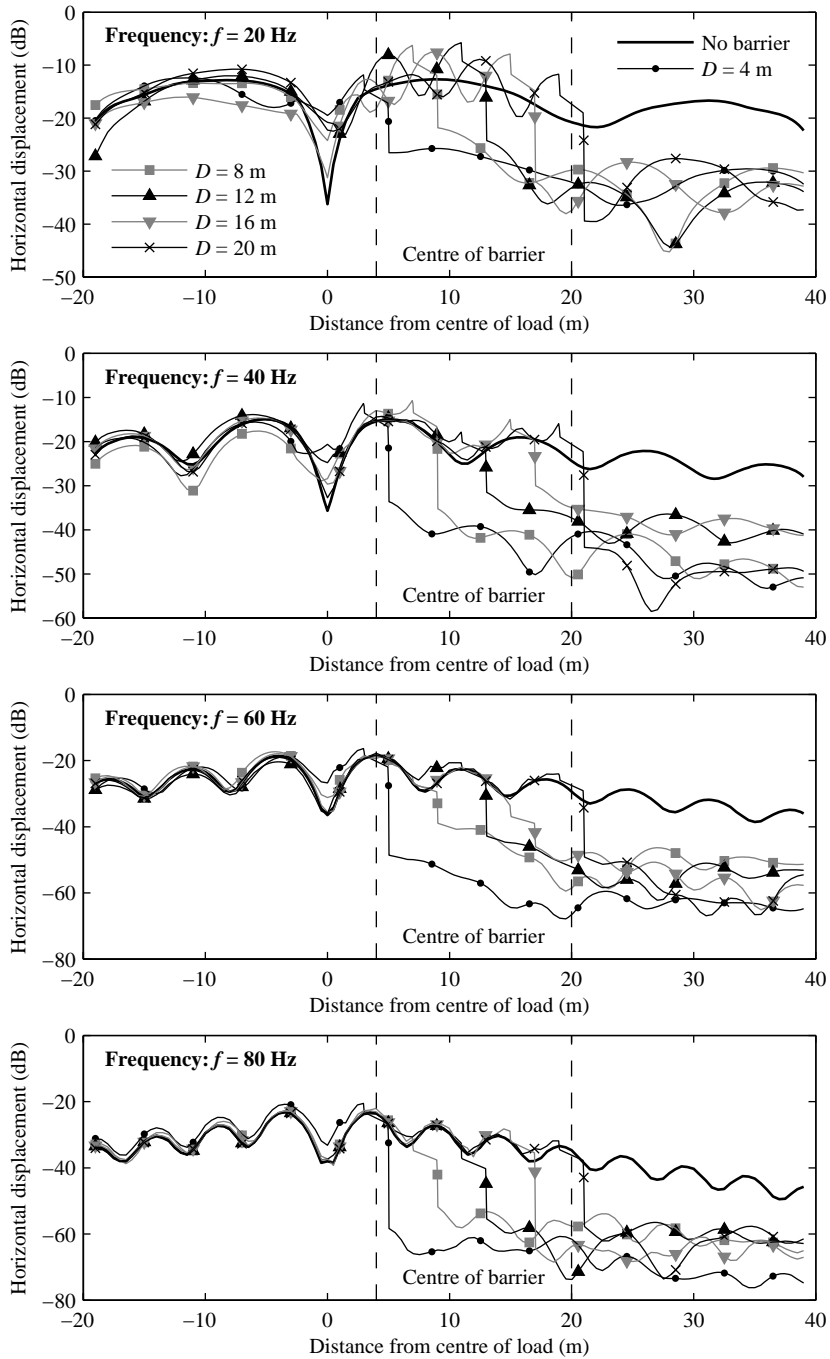 Frequency: f = 20 Hz
No barrier
D = 4 m
D = 8 m
D = 12 m
D = 16 m
D = 20 m
Centre of barrier
0
−10
−20
−30
−40
−50
Horizontal displacement (dB)
−20
−10
0
10
20
30
40
Distance from centre of load (m)
Frequency: f = 40 Hz
Centre of barrier
0
−10
−20
−30
−40
−50
−60
Horizontal displacement (dB)
−20
−10
0
10
20
30
40
Distance from centre of load (m)
Frequency: f = 60 Hz
Centre of barrier
0
−20
−40
−60
−80
Horizontal displacement (dB)
−20
−10
0
10
20
30
40
Distance from centre of load (m)
Frequency: f = 80 Hz
Centre of barrier
0
−20
−40
−60
−80
Horizontal displacement (dB)
−20
−10
0
10
20
30
40
Distance from centre of load (m)